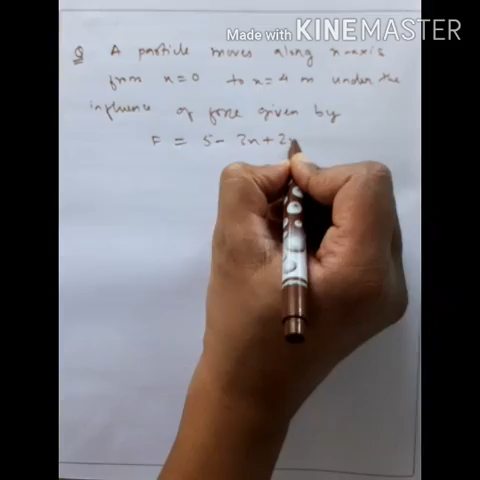 Made with KINEMASTER
Q A particle moves along x-axis
from x=0 to x=4 m under the
influence of force given by
F = 5- 3x+2x